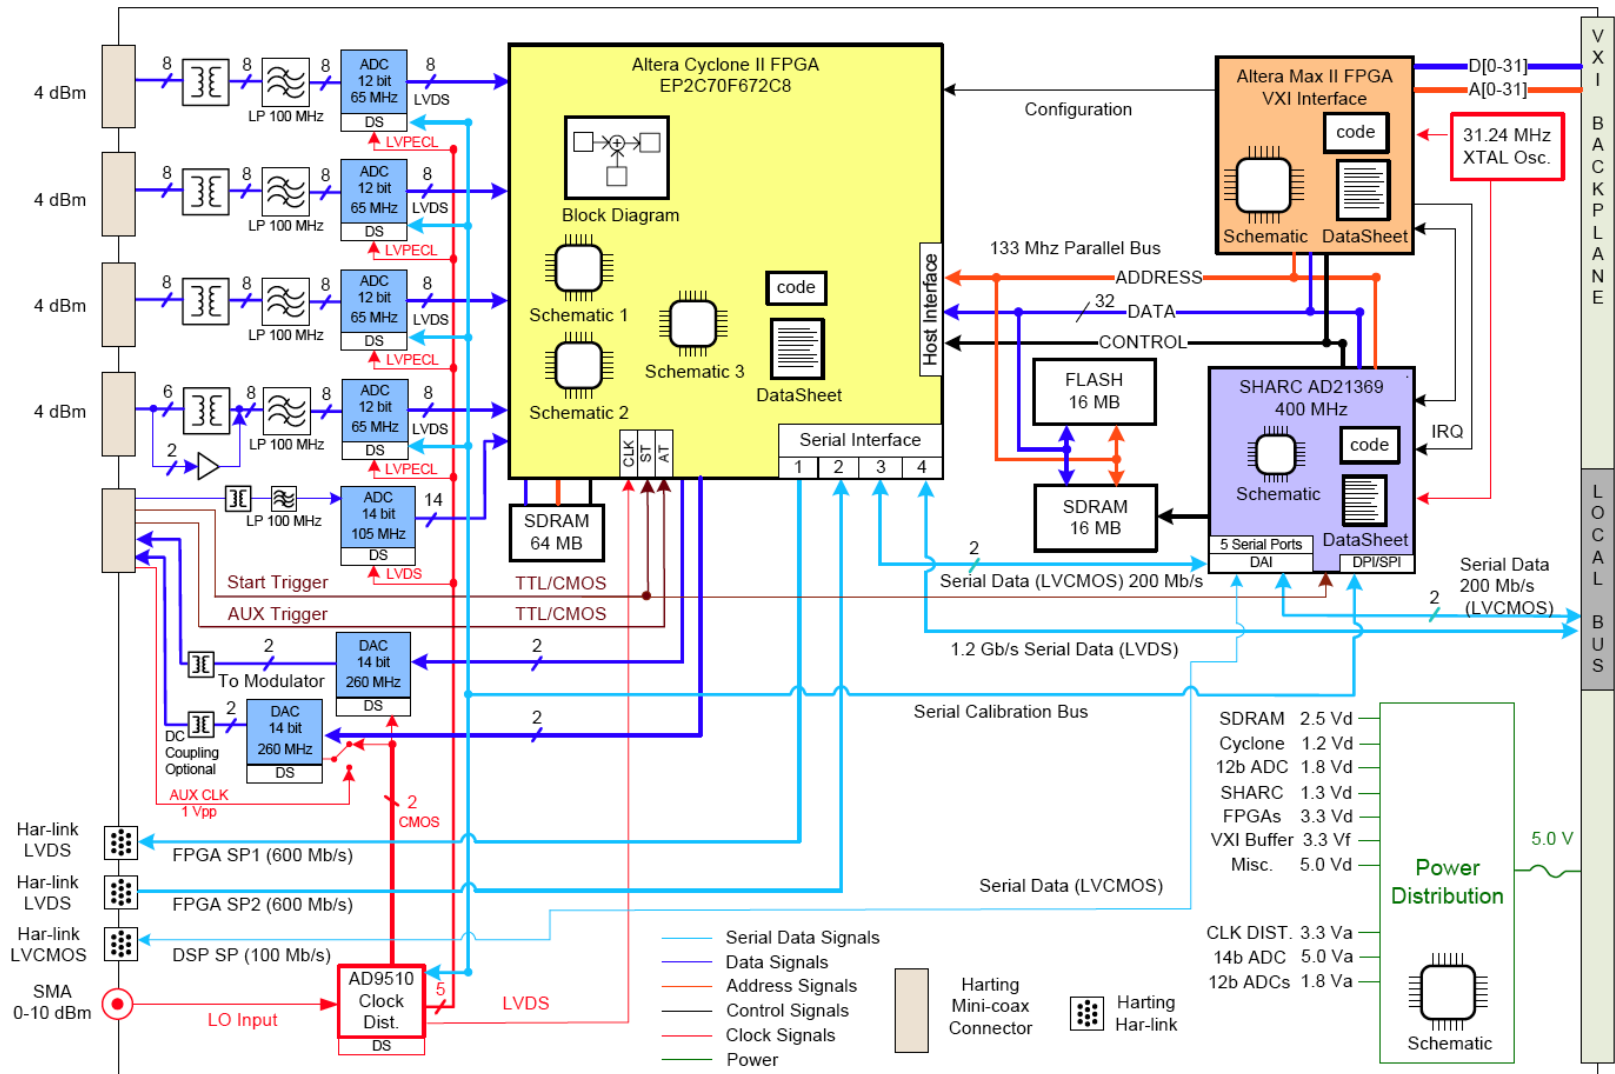 4 dBm
8
8
8
ADC
12 bit
65 MHz
DS
8
LVDS
LP 100 MHz
LVPECL
4 dBm
8
8
8
ADC
12 bit
65 MHz
DS
8
LVDS
LP 100 MHz
LVPECL
4 dBm
8
8
8
ADC
12 bit
65 MHz
DS
8
LVDS
LP 100 MHz
LVPECL
4 dBm
6
8
8
2
ADC
12 bit
65 MHz
DS
8
LVDS
LP 100 MHz
LVPECL
LP 100 MHz
ADC
14 bit
105 MHz
DS
14
LVDS
Start Trigger
TTL/CMOS
AUX Trigger
TTL/CMOS
Altera Cyclone II FPGA
EP2C70F672C8
Block Diagram
Schematic 1
Schematic 2
Schematic 3
code
DataSheet
Host Interface
Serial Interface
1
2
3
4
CLK
ST
AT
SDRAM
64 MB
Configuration
133 Mhz Parallel Bus
ADDRESS
32
DATA
CONTROL
FLASH
16 MB
SDRAM
16 MB
Altera Max II FPGA
VXI Interface
code
Schematic
DataSheet
D[0-31]
A[0-31]
31.24 MHz
XTAL Osc.
VXI BACKPLANE
LOCAL BUS
SHARC AD21369
400 MHz
code
Schematic
DataSheet
5 Serial Ports
DAI
DPI/SPI
IRQ
2
Serial Data (LVCMOS) 200 Mb/s
Serial Data
200 Mb/s
(LVCMOS)
2
1.2 Gb/s Serial Data (LVDS)
Serial Calibration Bus
DAC
14 bit
260 MHz
DS
2
To Modulator
2
DAC
14 bit
260 MHz
DS
2
2
DC
Coupling
Optional
AUX CLK
1 Vpp
2
CMOS
Har-link
LVDS
FPGA SP1 (600 Mb/s)
Har-link
LVDS
FPGA SP2 (600 Mb/s)
Har-link
LVCMOS
DSP SP (100 Mb/s)
Serial Data (LVCMOS)
SMA
0-10 dBm
LO Input
AD9510
Clock
Dist.
DS
5
LVDS
Serial Data Signals
Data Signals
Address Signals
Control Signals
Clock Signals
Power
Harting
Mini-coax
Connector
Harting
Har-link
SDRAM 2.5 Vd
Cyclone 1.2 Vd
12b ADC 1.8 Vd
SHARC 1.3 Vd
FPGAs 3.3 Vd
VXI Buffer 3.3 Vf
Misc. 5.0 Vd
CLK DIST. 3.3 Va
14b ADC 5.0 Va
12b ADCs 1.8 Va
Power
Distribution
Schematic
5.0 V